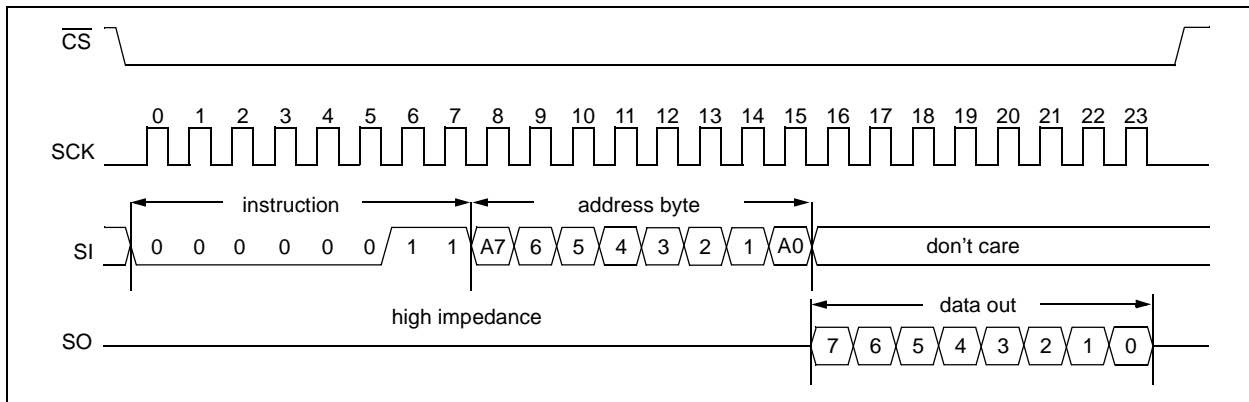 CS
0 1 2 3 4 5 6 7 8 9 10 11 12 13 14 15 16 17 18 19 20 21 22 23
SCK
instruction address byte
SI 0 0 0 0 0 0 1 1 A7 6 5 4 3 2 1 A0 don't care
data out
high impedance
SO 7 6 5 4 3 2 1 0